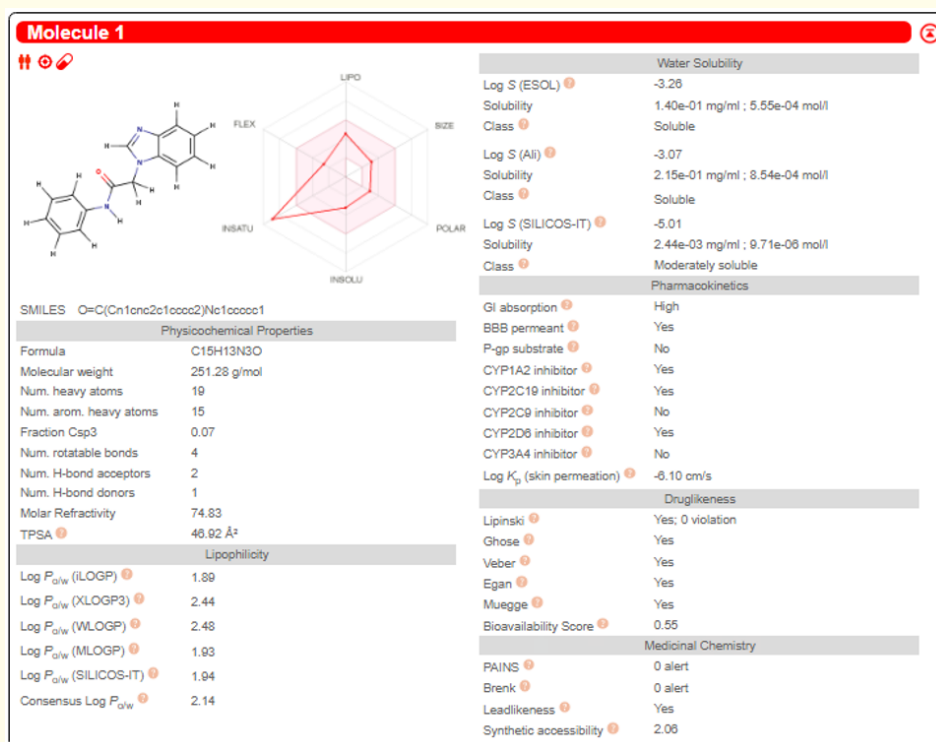 Molecule 1
LIPO
FLEX
SIZE
INSATU
POLAR
INSOLU
H
H
N
H
H
H
N
H
H
O
H
H
H
H
N
H
H
H
H
SMILES O=C(Cn1cnc2c1cccc2)Nc1ccccc1
Physicochemical Properties
Formula C15H13N3O
Molecular weight 251.28 g/mol
Num. heavy atoms 19
Num. arom. heavy atoms 15
Fraction Csp3 0.07
Num. rotatable bonds 4
Num. H-bond acceptors 2
Num. H-bond donors 1
Molar Refractivity 74.83
TPSA ? 46.92 Å²
Lipophilicity
Log Po/w (iLOGP) ? 1.89
Log Po/w (XLOGP3) ? 2.44
Log Po/w (WLOGP) ? 2.48
Log Po/w (MLOGP) ? 1.93
Log Po/w (SILICOS-IT) ? 1.94
Consensus Log Po/w ? 2.14
Water Solubility
Log S (ESOL) ? -3.26
Solubility 1.40e-01 mg/ml ; 5.55e-04 mol/l
Class ? Soluble
Log S (Ali) ? -3.07
Solubility 2.15e-01 mg/ml ; 8.54e-04 mol/l
Class ? Soluble
Log S (SILICOS-IT) ? -5.01
Solubility 2.44e-03 mg/ml ; 9.71e-06 mol/l
Class ? Moderately soluble
Pharmacokinetics
GI absorption ? High
BBB permeant ? Yes
P-gp substrate ? No
CYP1A2 inhibitor ? Yes
CYP2C19 inhibitor ? Yes
CYP2C9 inhibitor ? No
CYP2D6 inhibitor ? Yes
CYP3A4 inhibitor ? No
Log Kp (skin permeation) ? -6.10 cm/s
Druglikeness
Lipinski ? Yes; 0 violation
Ghose ? Yes
Veber ? Yes
Egan ? Yes
Muegge ? Yes
Bioavailability Score ? 0.55
Medicinal Chemistry
PAINS ? 0 alert
Brenk ? 0 alert
Leadlikeness ? Yes
Synthetic accessibility ? 2.06